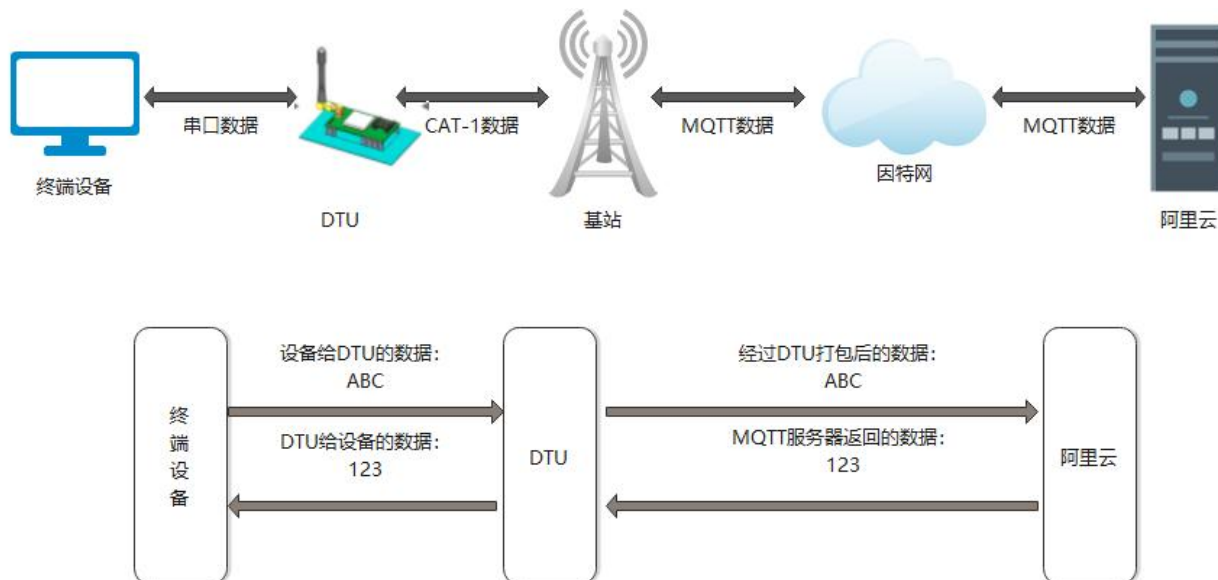 串口数据
CAT-1数据
MQTT数据
MQTT数据
终端设备
因特网
DTU
基站
阿里云
设备给DTU的数据：
ABC
经过DTU打包后的数据：
ABC
终端设备
DTU给设备的数据：
123
DTU
MQTT服务器返回的数据：
123
阿里云